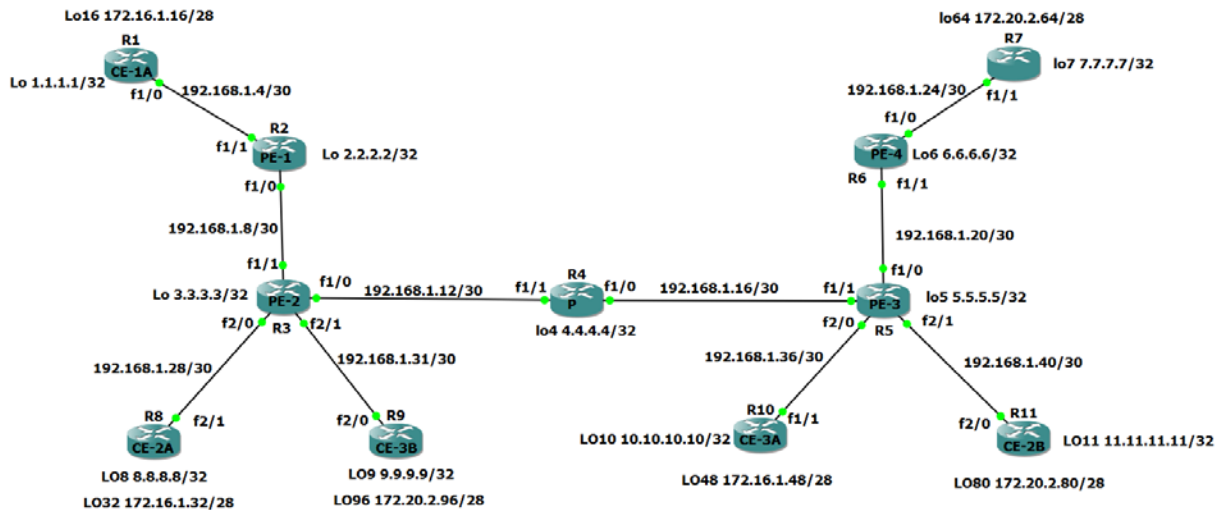 Lo16 172.16.1.16/28
R1
CE-1A
Lo 1.1.1.1/32
f1/0
192.168.1.4/30
R2
f1/1
PE-1
Lo 2.2.2.2/32
f1/0
192.168.1.8/30
f1/1
Lo 3.3.3.3/32
PE-2
f1/0
R3
f2/0
f2/1
192.168.1.12/30
R4
f1/1
P
f1/0
lo4 4.4.4.4/32
192.168.1.16/30
192.168.1.28/30
192.168.1.31/30
R8
f2/1
CE-2A
LO8 8.8.8.8/32
LO32 172.16.1.32/28
R9
f2/0
CE-3B
LO9 9.9.9.9/32
LO96 172.20.2.96/28
lo64 172.20.2.64/28
R7
lo7 7.7.7.7/32
192.168.1.24/30
f1/1
f1/0
PE-4
Lo6 6.6.6.6/32
R6
f1/1
192.168.1.20/30
f1/0
f1/1
PE-3
lo5 5.5.5.5/32
R5
f2/0
f2/1
192.168.1.36/30
192.168.1.40/30
R10
f1/1
LO10 10.10.10.10/32
CE-3A
LO48 172.16.1.48/28
R11
f2/0
CE-2B
LO11 11.11.11.11/32
LO80 172.20.2.80/28